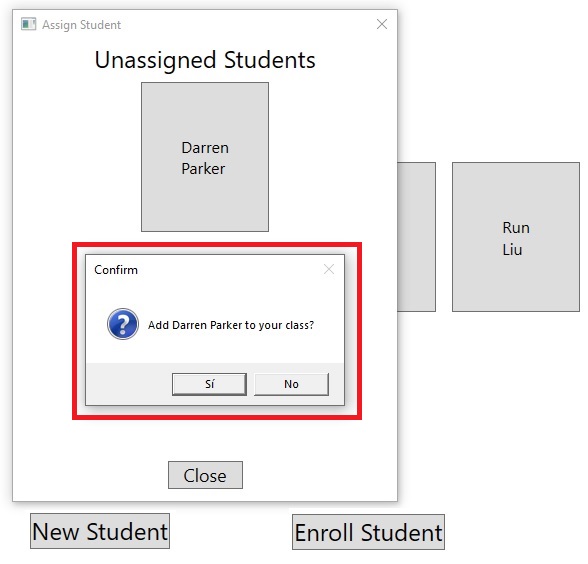 Assign Student
Unassigned Students
Darren
Parker
Run
Liu
Confirm
Add Darren Parker to your class?
Sí
No
Close
New Student
Enroll Student